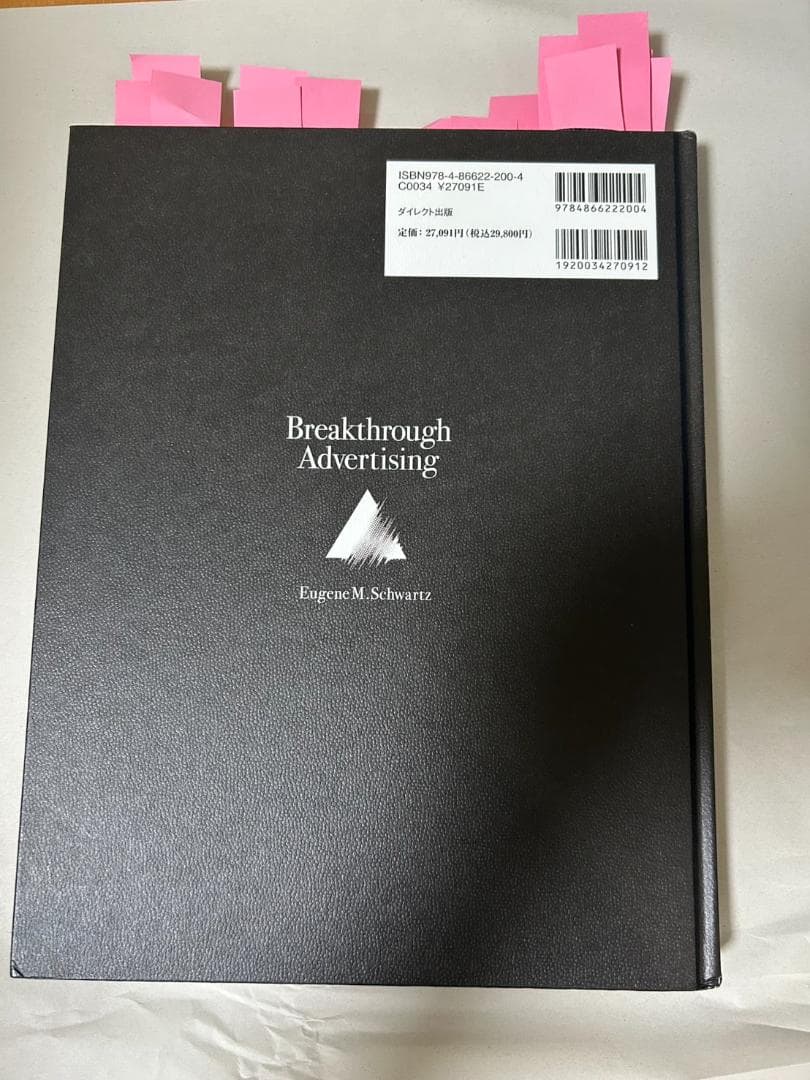 ISBN978-4-86622-200-4
C0034 ¥27091E
ダイレクト出版
定価：27,091円（税込29,800円）
9784866222004
1920034270912
Breakthrough
Advertising
Eugene M. Schwartz